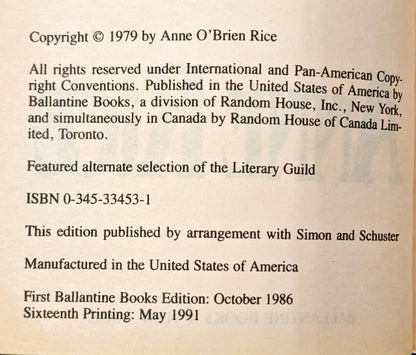 Copyright © 1979 by Anne O'Brien Rice
All rights reserved under International and Pan-American Copy-
right Conventions. Published in the United States of America by
Ballantine Books, a division of Random House, Inc., New York,
and simultaneously in Canada by Random House of Canada Lim-
ited, Toronto.
Featured alternate selection of the Literary Guild
ISBN 0-345-33453-1
This edition published by arrangement with Simon and Schuster
Manufactured in the United States of America
First Ballantine Books Edition: October 1986
Sixteenth Printing: May 1991